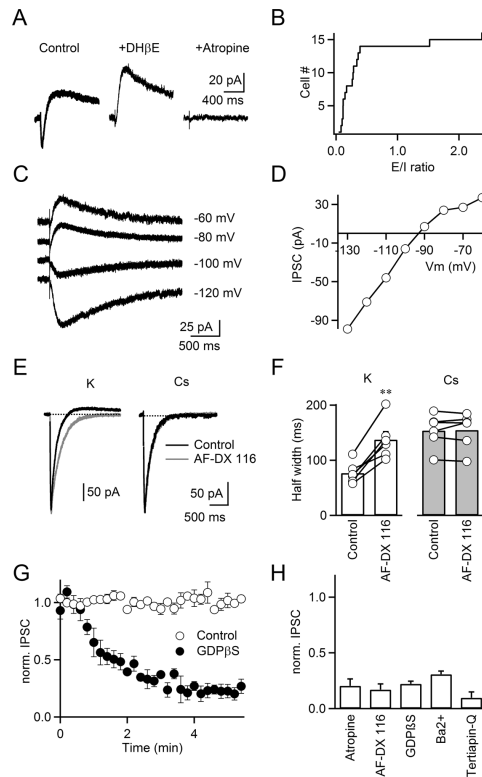 A
Control
+DHβE
+Atropine
20 pA
400 ms
B
Cell #
15
10
5
0.0
1.0
2.0
E/I ratio
C
-60 mV
-80 mV
-100 mV
-120 mV
25 pA
500 ms
D
IPSC (pA)
30
-10
-50
-90
-130
-110
-90
-70
Vm (mV)
E
K
Cs
Control
AF-DX 116
50 pA
50 pA
500 ms
F
K
Cs
**
Half width (ms)
200
100
0
Control
AF-DX 116
Control
AF-DX 116
G
norm. IPSC
1.0
0.5
0.0
Control
GDPβS
0
2
4
Time (min)
H
norm. IPSC
1.0
0.5
0.0
Atropine
AF-DX 116
GDPßS
Ba2+
Tertiapin-Q